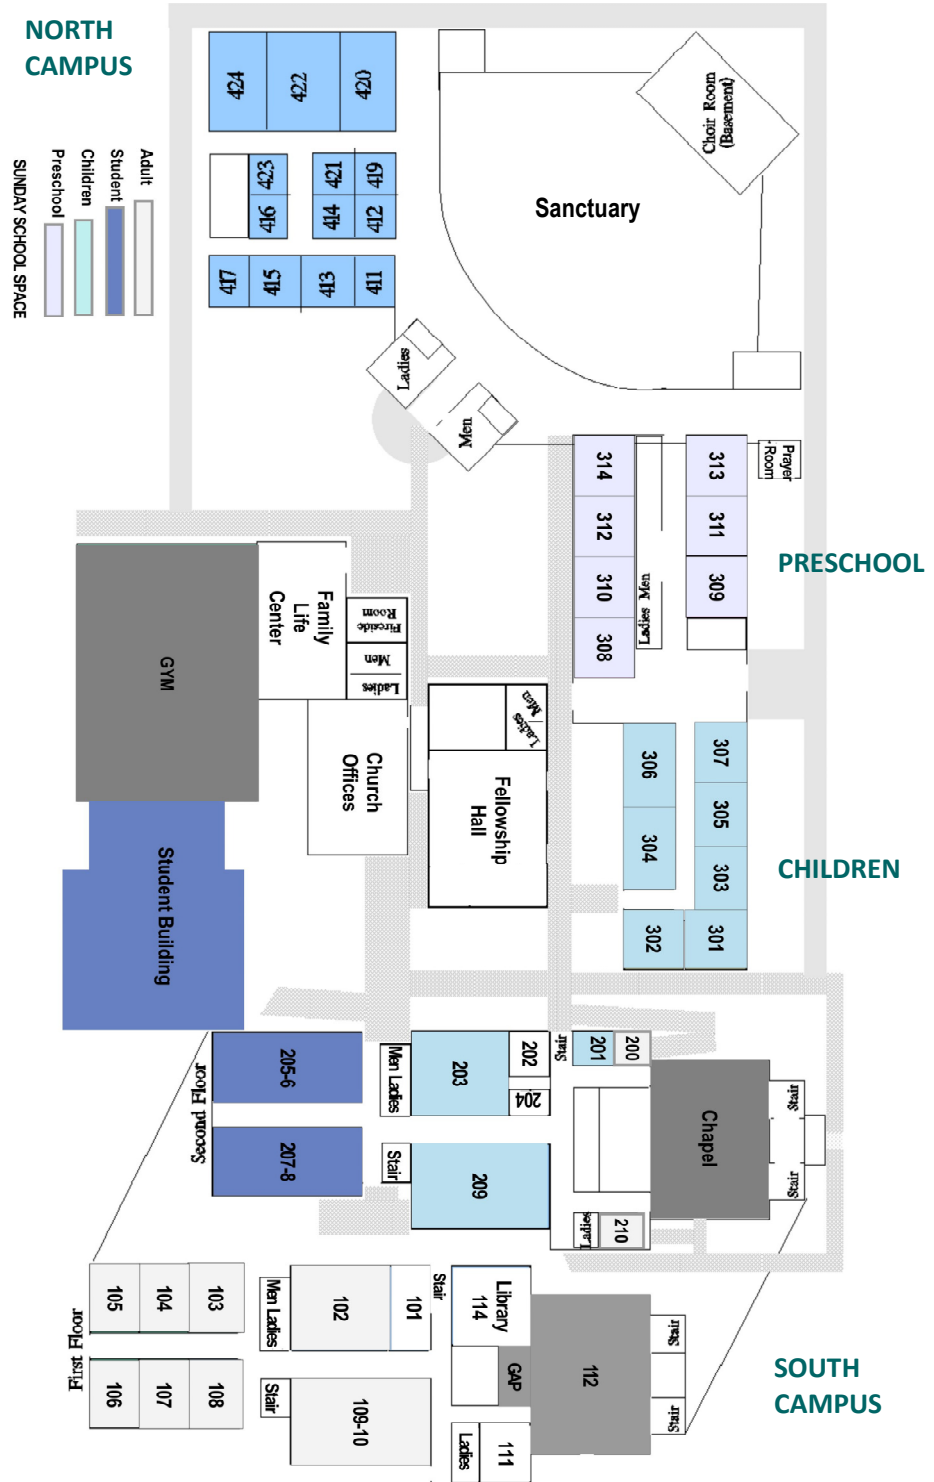 NORTH
CAMPUS
424
422
420
423
421
419
416
414
412
417
415
413
411
Choir Room
(Basement)
Sanctuary
Adult
Student
Children
Preschool
SUNDAY SCHOOL SPACE
Ladies
Men
Prayer
Room
314
312
310
308
Ladies Men
313
311
309
PRESCHOOL
GYM
Family
Life
Center
Fireside
Room
Men
Ladies
Church
Offices
Men
Ladies
Fellowship
Hall
306
304
302
307
305
303
301
CHILDREN
Student Building
205-6
207-8
Second Floor
Men Ladies
Stair
203
202
204
209
Stair
201
200
Ladies
210
Chapel
Stair
Stair
105
104
103
106
107
108
First Floor
Men Ladies
Stair
102
101
109-10
Stair
Library
114
GAP
Ladies
111
112
Stair
Stair
SOUTH
CAMPUS